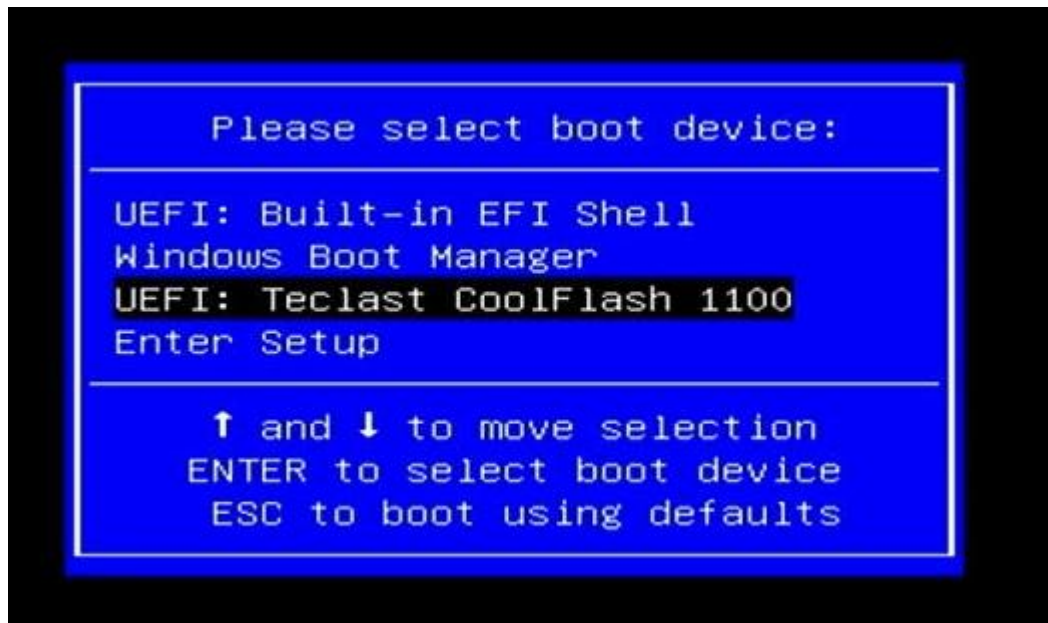 Please select boot device:
UEFI: Built-in EFI Shell
Windows Boot Manager
UEFI: Teclast CoolFlash 1100
Enter Setup
↑ and ↓ to move selection
ENTER to select boot device
ESC to boot using defaults